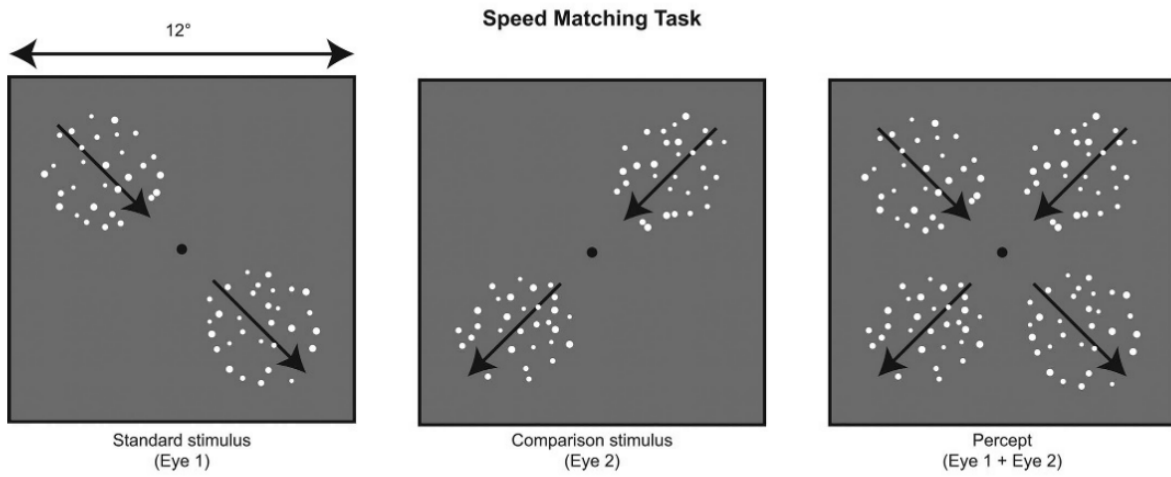 Speed Matching Task
12°
Standard stimulus
(Eye 1)
Comparison stimulus
(Eye 2)
Percept
(Eye 1 + Eye 2)